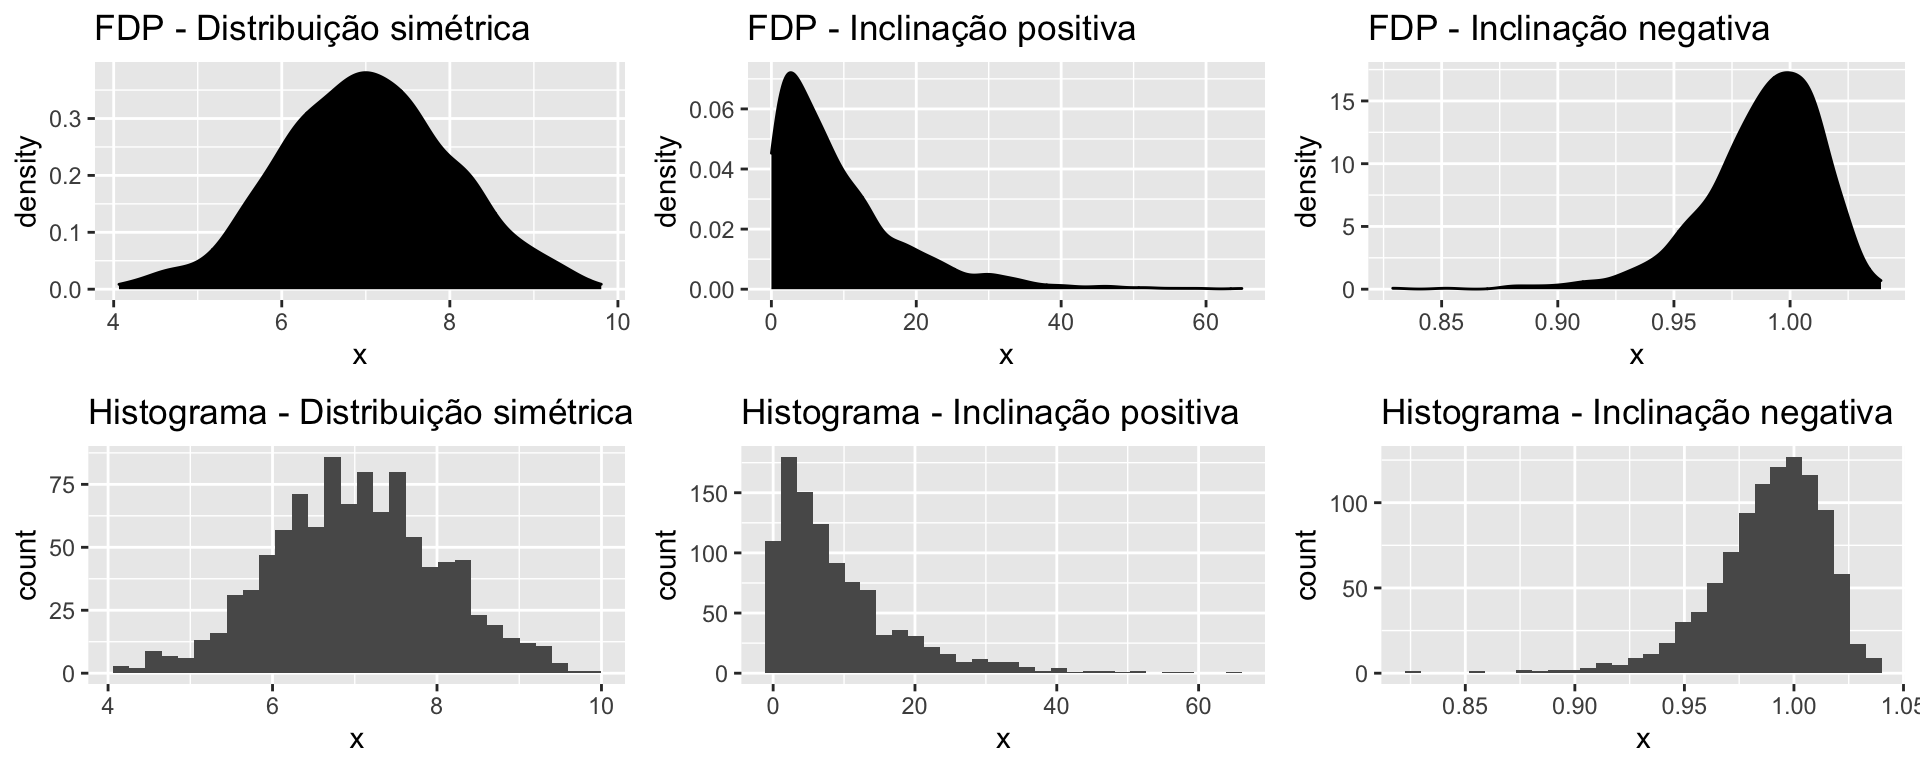 FDP - Distribuição simétrica
0.3
0.2
0.1
0.0
density
4 6 8 10
x
FDP - Inclinação positiva
0.06
0.04
0.02
0.00
density
0 20 40 60
x
FDP - Inclinação negativa
15
10
5
0
density
0.85 0.90 0.95 1.00
x
Histograma - Distribuição simétrica
75
50
25
0
count
4 6 8 10
x
Histograma - Inclinação positiva
150
100
50
0
count
0 20 40 60
x
Histograma - Inclinação negativa
100
50
0
count
0.85 0.90 0.95 1.00 1.05
x